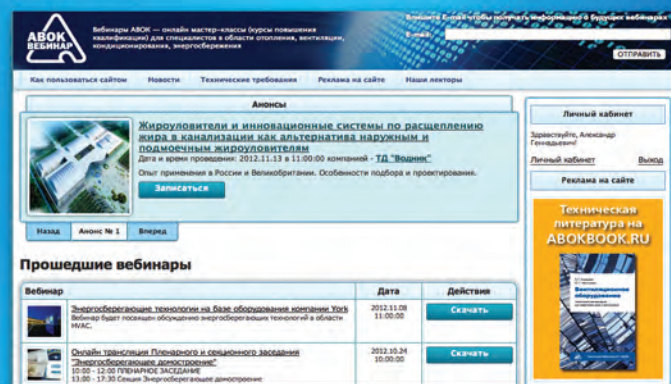 АВОК
ВЕБИНАР
Вебинары АВОК — онлайн мастер-классы (курсы повышения
квалификации) для специалистов в области отопления, вентиляции,
кондиционирования, энергосбережения
Впишите E-mail чтобы получать информацию о будущих вебинарах
E-mail:
ОТПРАВИТЬ
Как пользоваться сайтом Новости Технические требования Реклама на сайте Наши лекторы
Анонсы
Жироуловители и инновационные системы по расщеплению
жира в канализации как альтернатива наружным и
подмоечным жироуловителям
Дата и время проведения: 2012.11.13 в 11:00:00 компанией - ТД "Водник"
Опыт применения в России и Великобритании. Особенности подбора и проектирования.
Записаться
Назад Анонс № 1 Вперед
Прошедшие вебинары
Вебинар Дата Действия
Энергосберегающие технологии на базе оборудования компании York
Вебинар будет посвящен обсуждению энергосберегающих технологий в области
HVAC.
2012.11.08
11:00:00
Скачать
Онлайн трансляция Пленарного и секционного заседания
"Энергосберегающее домостроение"
10:00 - 12:00 ПЛЕНАРНОЕ ЗАСЕДАНИЕ
13:00 - 17:30 Секция Энергосберегающее домостроение
2012.10.24
10:00:00
Скачать
Личный кабинет
Здравствуйте, Александр
Геннадьевич!
Личный кабинет Выход
Реклама на сайте
Техническая
литература на
ABOKBOOK.RU
Вентиляционное
оборудование